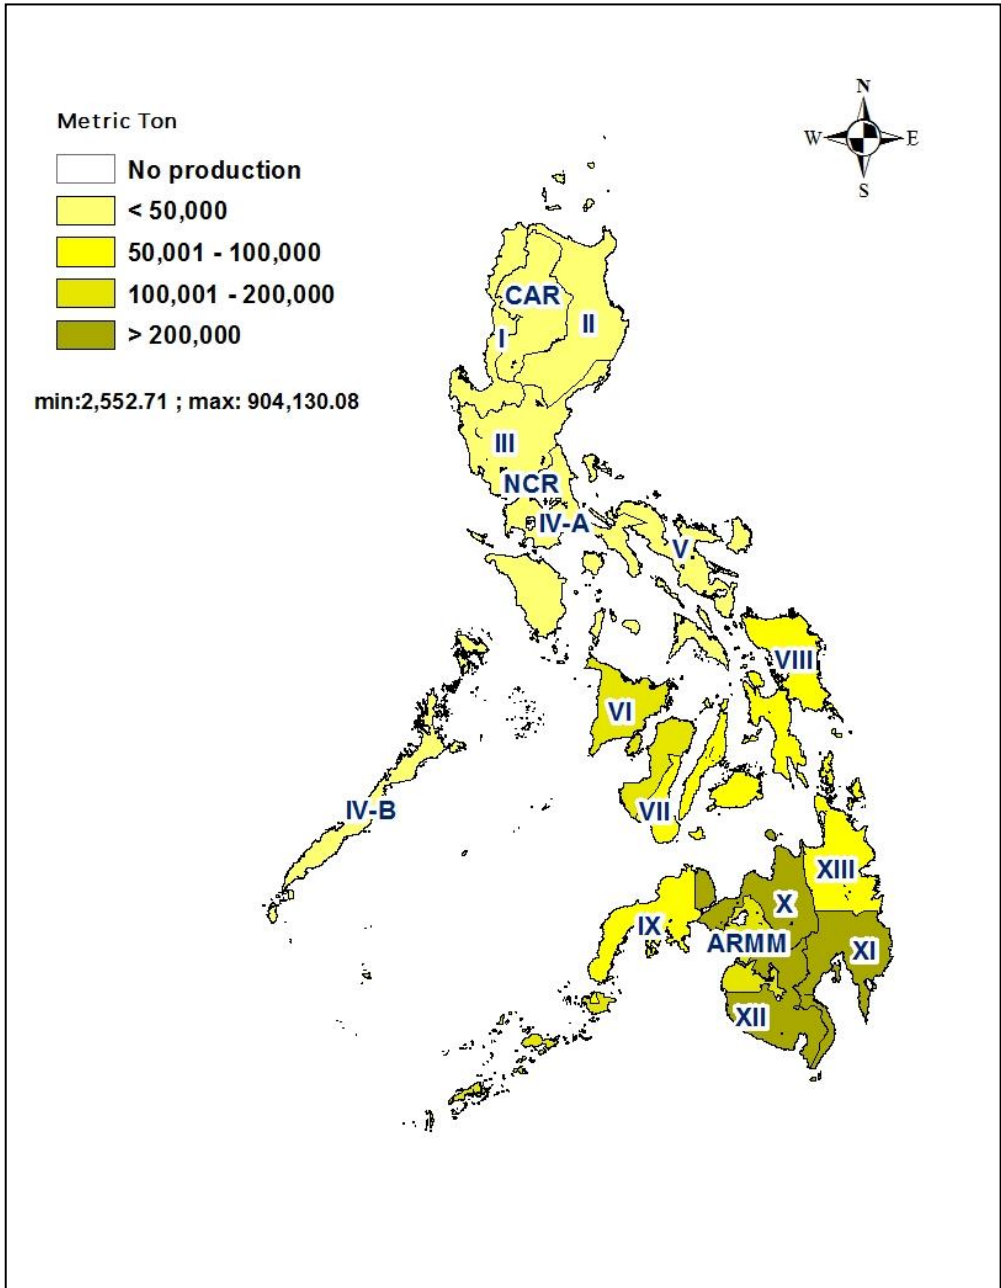 N
W E
S
Metric Ton
No production
< 50,000
50,001 - 100,000
100,001 - 200,000
> 200,000
min:2,552.71 ; max: 904,130.08
CAR
I
II
III
NCR
IV-A
V
VIII
VI
IV-B
VII
XIII
X
IX
ARMM
XI
XII